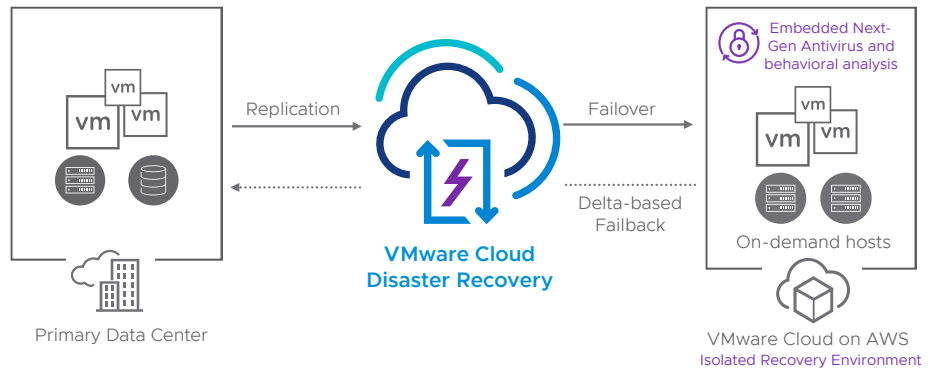 Embedded Next-
Gen Antivirus and
behavioral analysis
vm
vm
vm
Replication
Failover
vm
vm
vm
Delta-based
Failback
On-demand hosts
VMware Cloud
Disaster Recovery
Primary Data Center
VMware Cloud on AWS
Isolated Recovery Environment